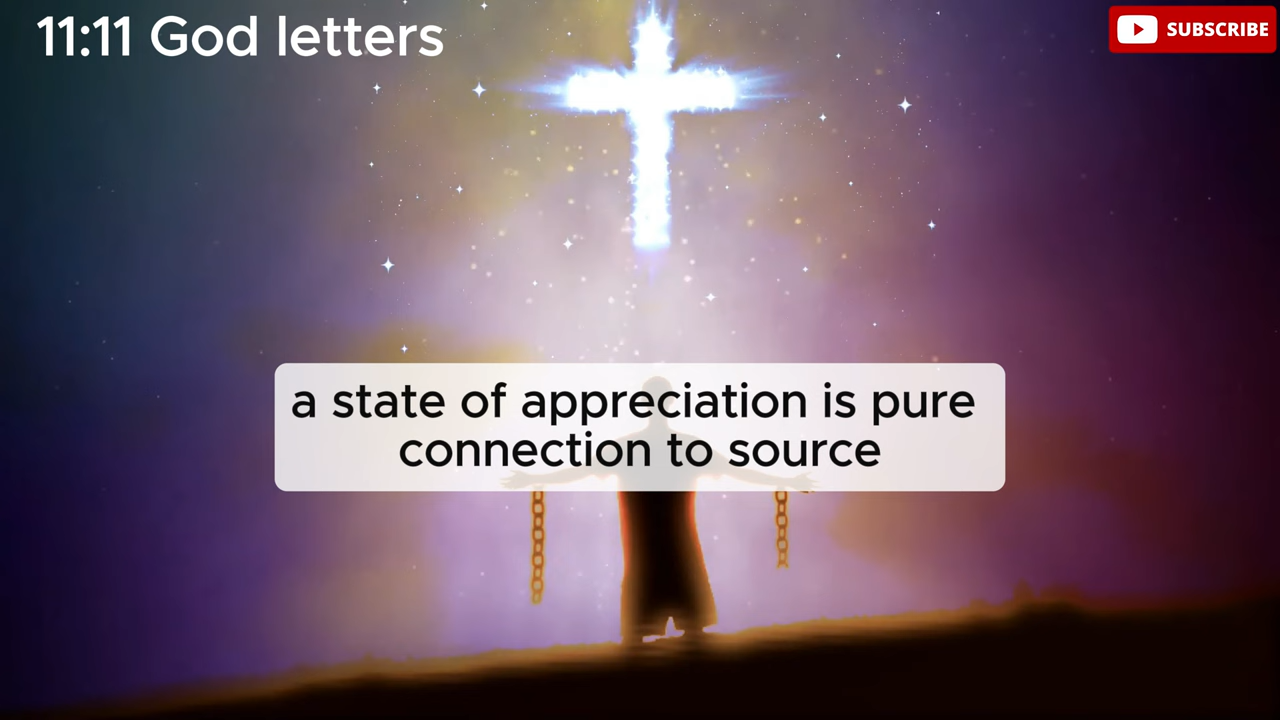 11:11 God letters
SUBSCRIBE
a state of appreciation is pure
connection to source